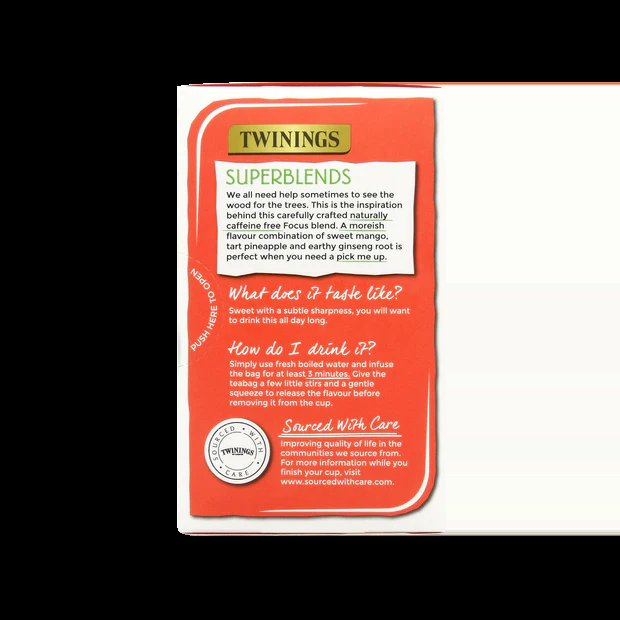 TWININGS
SUPERBLENDS
We all need help sometimes to see the
wood for the trees. This is the inspiration
behind this carefully crafted naturally
caffeine free Focus blend. A moreish
flavour combination of sweet mango,
tart pineapple and earthy ginseng root is
perfect when you need a pick me up.
PUSH HERE TO OPEN
What does it taste like?
Sweet with a subtle sharpness, you will want
to drink this all day long.
How do I drink it?
Simply use fresh boiled water and infuse
the bag for at least 3 minutes. Give the
teabag a few little stirs and a gentle
squeeze to release the flavour before
removing it from the cup.
SOURCED • WITH • CARE •
TWININGS
Sourced With Care
Improving quality of life in the
communities we source from.
For more information while you
finish your cup, visit
www.sourcedwithcare.com.